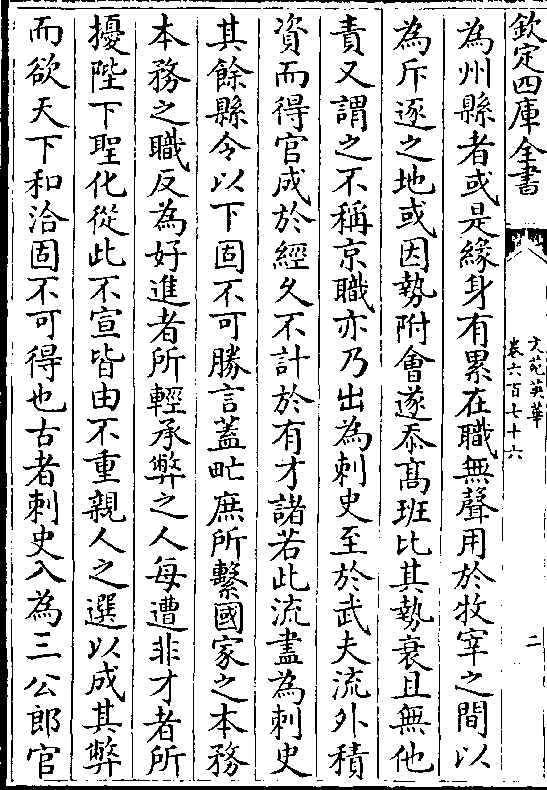 欽定四庫全書
文苑英華
卷六百七十六
二
為州縣者或是緣身有累在職無聲用於牧宰之間以
為斥逐之地或因勢附會遂忝髙班比其勢衰且無他
責又謂之不稱京職亦乃出為刺史至於武夫流外積
資而得官成於經久不計於有才諸若此流盡為刺史
其餘縣令以下固不可勝言蓋甿庶所繫國家之本務
本務之職反為好進者所輕承弊之人每遭非才者所
擾陛下聖化從此不宣皆由不重親人之選以成其弊
而欲天下和洽固不可得也古者刺史入為三公郎官